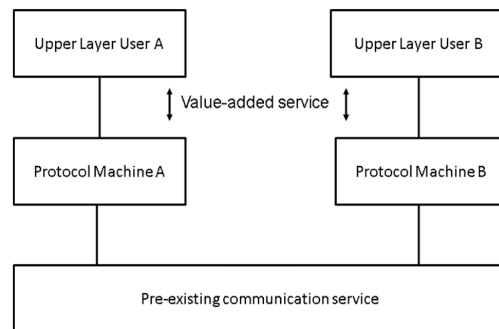 Upper Layer User A
Upper Layer User B
Value-added service
Protocol Machine A
Protocol Machine B
Pre-existing communication service